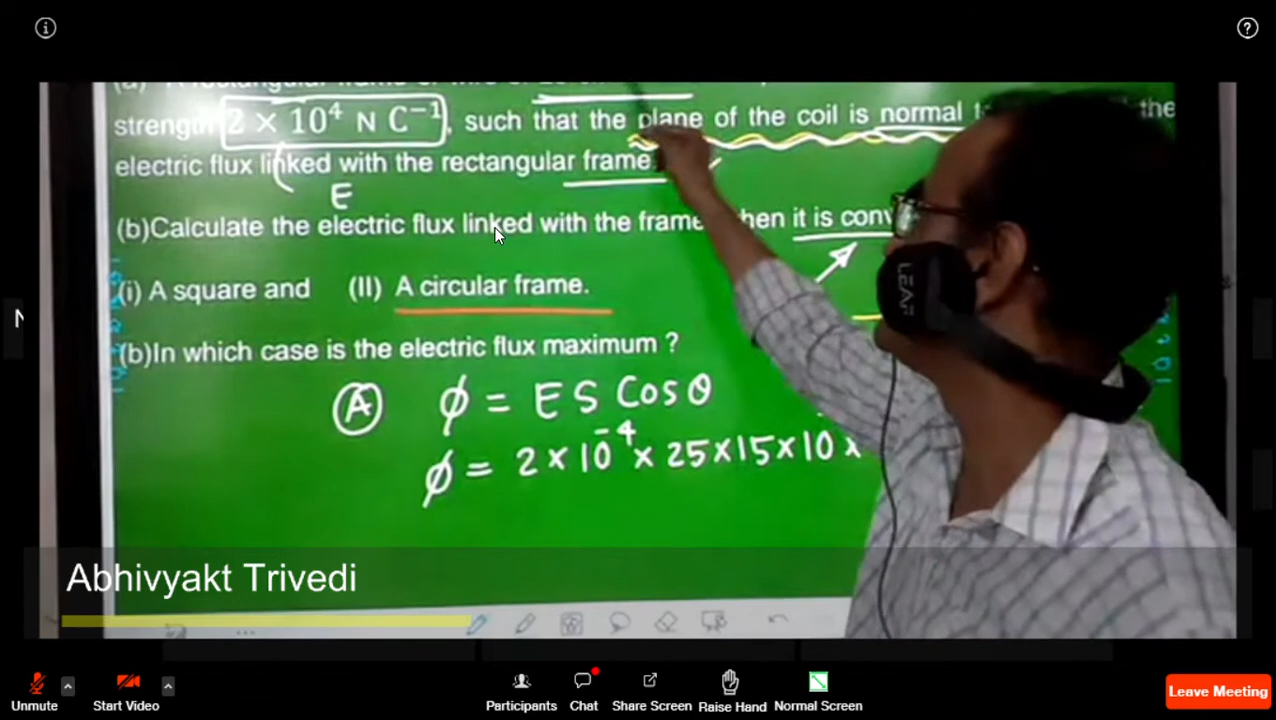 strength 2 × 10⁴ N C⁻¹, such that the plane of the coil is normal the
electric flux linked with the rectangular frame
E
(b)Calculate the electric flux linked with the frame when it is
(i) A square and (II) A circular frame.
(b)In which case is the electric flux maximum ?
A ϕ = E S Cos θ
ϕ = 2 × 10⁻⁴ × 25 × 15 × 10 ×
LEAF
Abhivyakt Trivedi
Unmute Start Video Participants Chat Share Screen Raise Hand Normal Screen Leave Meeting